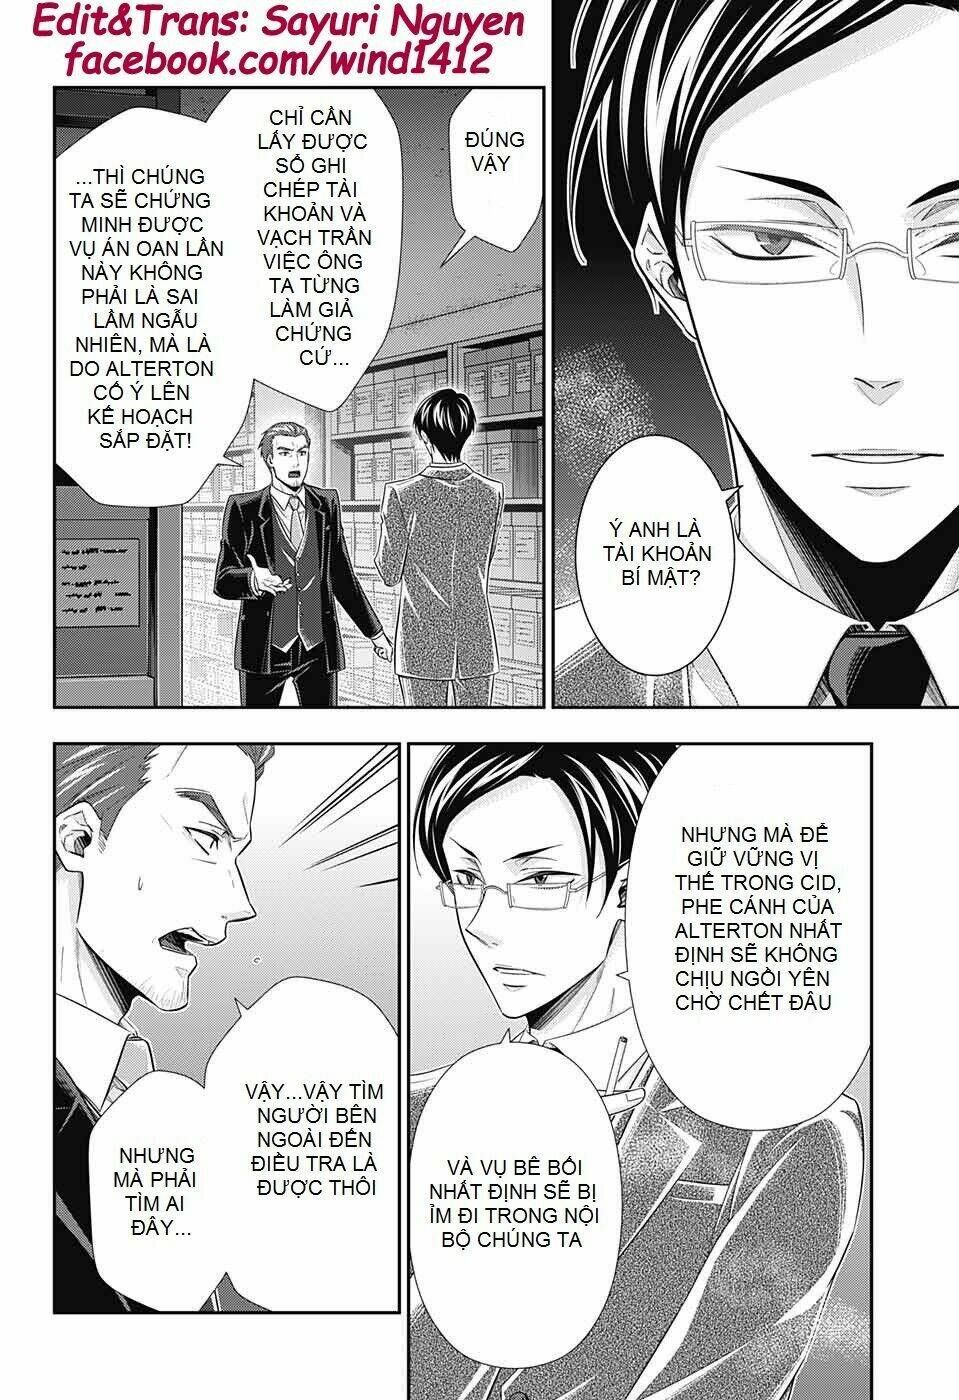 Edit&Trans: Sayuri Nguyen
facebook.com/wind1412
Ý ANH LÀ
TÀI KHOẢN
BÍ MẬT?
ĐÚNG
VẬY
CHỈ CẦN
LẤY ĐƯỢC
SỔ GHI
CHÉP TÀI
KHOẢN VÀ
VẠCH TRẦN
VIỆC ÔNG
TA TỪNG
LÀM GIẢ
CHỨNG
CỨ...
...THÌ CHÚNG
TA SẼ CHỨNG
MINH ĐƯỢC
VỤ ÁN OAN LẦN
NÀY KHÔNG
PHẢI LÀ SAI
LẦM NGẪU
NHIÊN, MÀ LÀ
DO ALTERTON
CỐ Ý LÊN
KẾ HOẠCH
SẮP ĐẶT!
NHƯNG MÀ ĐỂ
GIỮ VỮNG VỊ
THẾ TRONG CID,
PHE CÁNH CỦA
ALTERTON NHẤT
ĐỊNH SẼ KHÔNG
CHỊU NGỒI YÊN
CHỜ CHẾT ĐÂU
VÀ VỤ BÊ BỐI
NHẤT ĐỊNH SẼ BỊ
ỈM ĐI TRONG NỘI
BỘ CHÚNG TA
VẬY...VẬY TÌM
NGƯỜI BÊN
NGOÀI ĐẾN
ĐIỀU TRA LÀ
ĐƯỢC THÔI
NHƯNG
MÀ PHẢI
TÌM AI
ĐÂY...